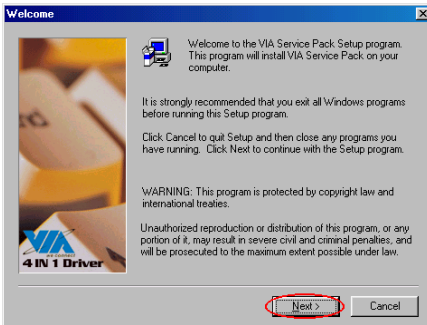 Welcome
Welcome to the VIA Service Pack Setup program.
This program will install VIA Service Pack on your
computer.
It is strongly recommended that you exit all Windows programs
before running this Setup program.
Click Cancel to quit Setup and then close any programs you
have running. Click Next to continue with the Setup program.
WARNING: This program is protected by copyright law and
international treaties.
Unauthorized reproduction or distribution of this program, or any
portion of it, may result in severe civil and criminal penalties, and
will be prosecuted to the maximum extent possible under law.
VIA
we connect
4 IN 1 Driver
Next >
Cancel